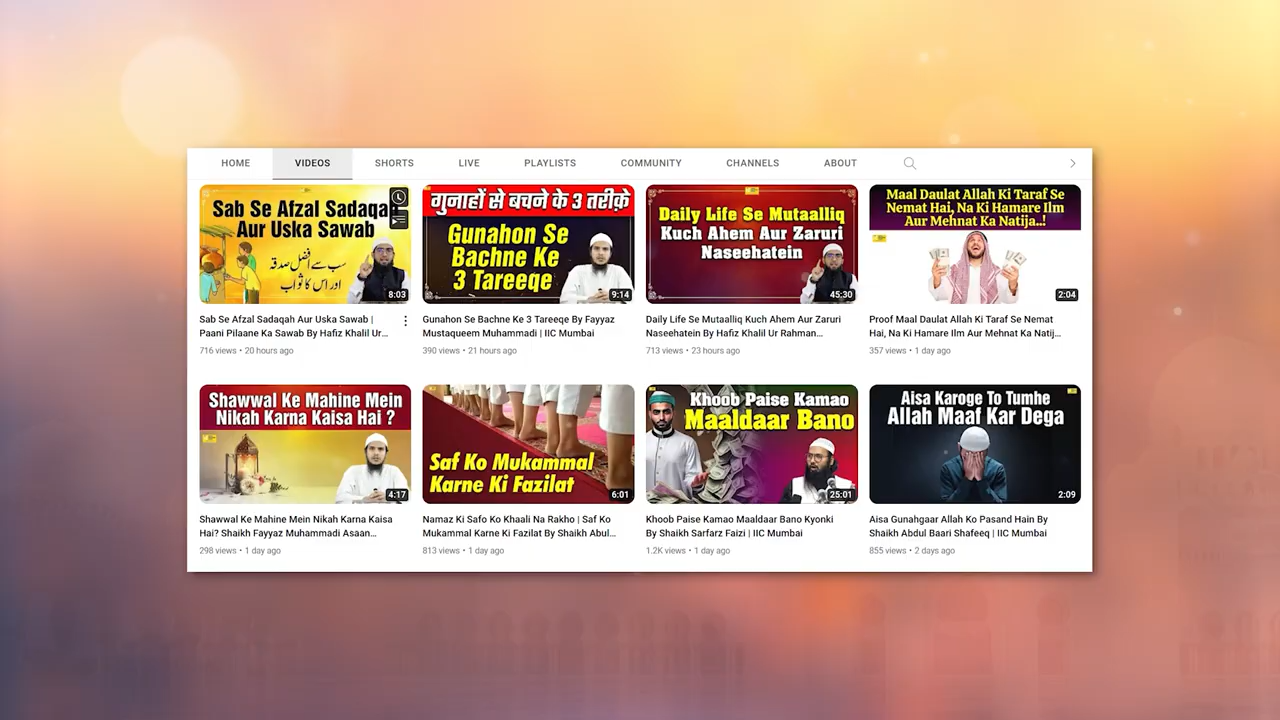 HOME VIDEOS SHORTS LIVE PLAYLISTS COMMUNITY CHANNELS ABOUT
Sab Se Afzal Sadaqa
Aur Uska Sawab
سب سے افضل صدقہ
اور اس کا ثواب
8:03
Sab Se Afzal Sadaqah Aur Uska Sawab |
Paani Pilaane Ka Sawab By Hafiz Khalil Ur...
716 views • 20 hours ago
गुनाहों से बचने के 3 तरीक़े
Gunahon Se
Bachne Ke
3 Tareeqe
9:14
Gunahon Se Bachne Ke 3 Tareeqe By Fayyaz
Mustaqueem Muhammadi | IIC Mumbai
390 views • 21 hours ago
Daily Life Se Mutaalliq
Kuch Ahem Aur Zaruri
Naseehatein
45:30
Daily Life Se Mutaalliq Kuch Ahem Aur Zaruri
Naseehatein By Hafiz Khalil Ur Rahman...
713 views • 23 hours ago
Maal Daulat Allah Ki Taraf Se
Nemat Hai, Na Ki Hamare Ilm
Aur Mehnat Ka Natija..!
2:04
Proof Maal Daulat Allah Ki Taraf Se Nemat
Hai, Na Ki Hamare Ilm Aur Mehnat Ka Natij...
357 views • 1 day ago
Shawwal Ke Mahine Mein
Nikah Karna Kaisa Hai ?
4:17
Shawwal Ke Mahine Mein Nikah Karna Kaisa
Hai? Shaikh Fayyaz Muhammadi Asaan...
298 views • 1 day ago
Saf Ko Mukammal
Karne Ki Fazilat
6:01
Namaz Ki Safo Ko Khaali Na Rakho | Saf Ko
Mukammal Karne Ki Fazilat By Shaikh Abul...
813 views • 1 day ago
Khoob Paise Kamao
Maaldaar Bano
25:01
Khoob Paise Kamao Maaldaar Bano Kyonki
By Shaikh Sarfarz Faizi | IIC Mumbai
1.2K views • 1 day ago
Aisa Karoge To Tumhe
Allah Maaf Kar Dega
2:09
Aisa Gunahgaar Allah Ko Pasand Hain By
Shaikh Abdul Baari Shafeeq | IIC Mumbai
855 views • 2 days ago